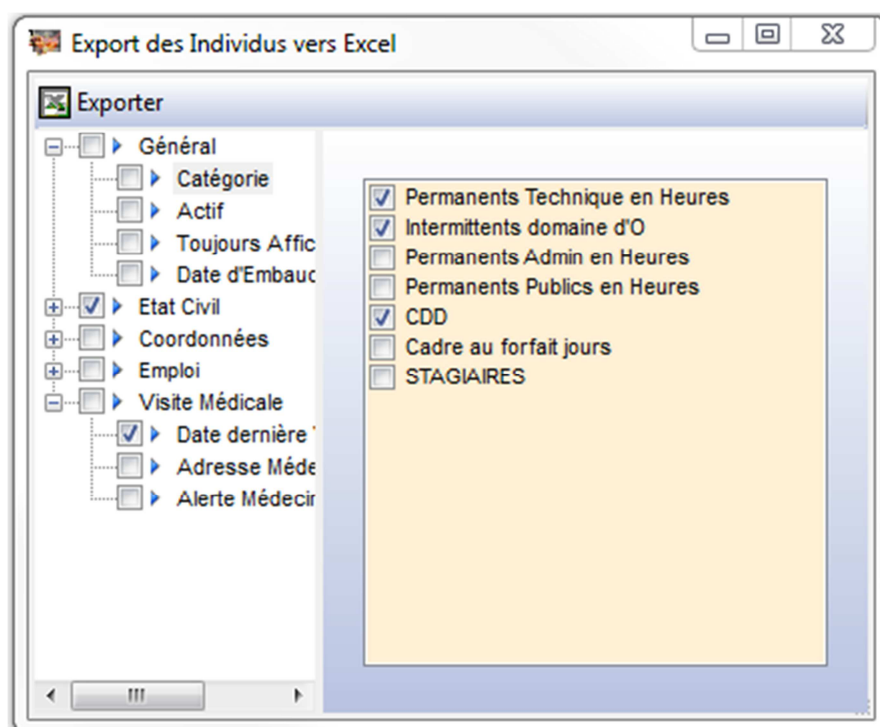 Export des Individus vers Excel
Exporter
Général
Catégorie
Actif
Toujours Affic
Date d'Embauc
Etat Civil
Coordonnées
Emploi
Visite Médicale
Date dernière
Adresse Méde
Alerte Médecin
Permanents Technique en Heures
Intermittents domaine d'O
Permanents Admin en Heures
Permanents Publics en Heures
CDD
Cadre au forfait jours
STAGIAIRES